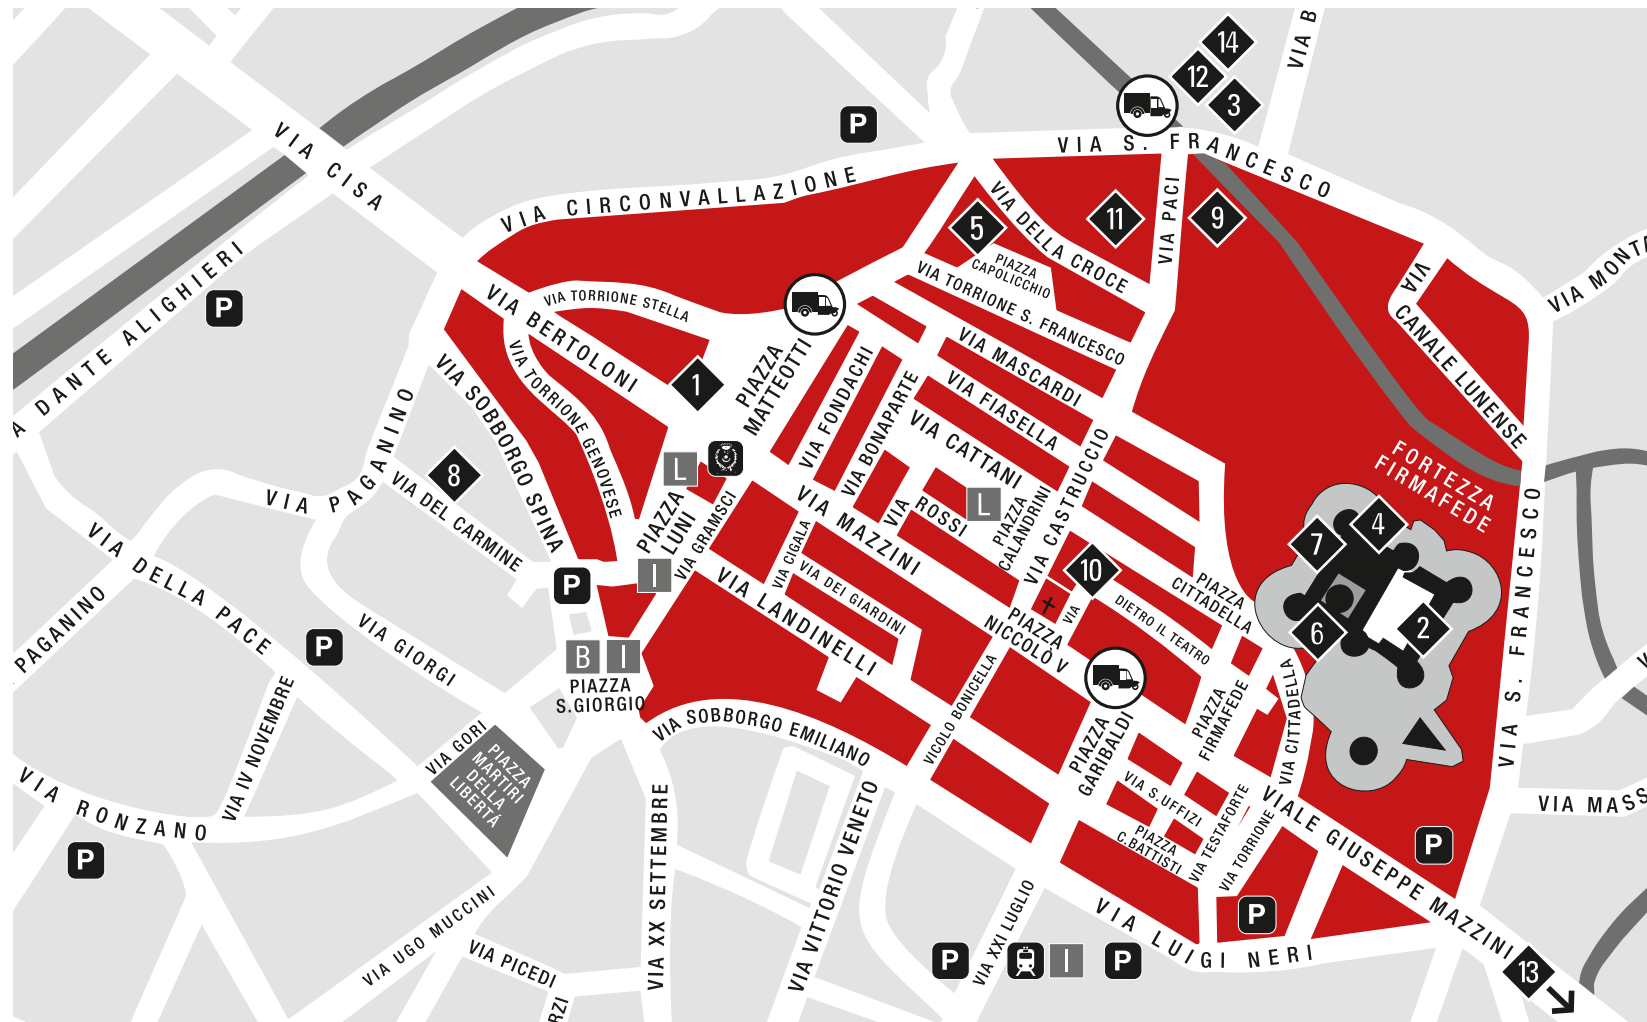 14
12
3
VIA B
P
VIA CISA
VIA S. FRANCESCO
VIA CIRCONVALLAZIONE
VIA PACI
VIA DELLA CROCE
5
11
9
PIAZZA
CAPOLICCHIO
VIA DANTE ALIGHIERI
P
VIA MONT
VIA CANALE LUNENSE
VIA TORRIONE STELLA
VIA BERTOLONI
VIA TORRIONE S. FRANCESCO
VIA MASCARDI
VIA FIASELLA
VIA CATTANI
VIA TORRIONE GENOVESE
VIA SOBBORGO SPINA
1
PIAZZA
MATTEOTTI
VIA FONDACHI
VIA BONAPARTE
VIA PAGANINO
8
VIA DEL CARMINE
L
PIAZZA
LUNI
VIA GRAMSCI
VIA MAZZINI
VIA ROSSI
L
PIAZZA
CALANDRINI
VIA CASTRUCCIO
FORTEZZA
FIRMAFEDE
4
7
6
2
VIA S. FRANCESCO
10
PIAZZA
CITTADELLA
VIA DIETRO IL TEATRO
VIA CIGALA
VIA DEI GIARDINI
VIA LANDINELLI
PIAZZA
NICCOLÒ V
P
I
VIA DELLA PACE
PAGANINO
P
VIA GIORGI
B
I
PIAZZA
S.GIORGIO
VIA SOBBORGO EMILIANO
VICOLO BONICELLA
PIAZZA
GARIBALDI
PIAZZA
FIRMAFEDE
VIA CITTADELLA
VIA IV NOVEMBRE
VIA GORI
PIAZZA
MARTIRI
DELLA
LIBERTÁ
VIA RONZANO
P
VIA XX SETTEMBRE
VIA VITTORIO VENETO
VIA S.UFFIZI
PIAZZA
C.BATTISTI
VIA TESTAFORTE
VIA TORRIONE
VIALE GIUSEPPE MAZZINI
VIA MASS
P
P
VIA UGO MUCCINI
VIA PICEDI
RZI
VIA XXI LUGLIO
VIA LUIGI NERI
P
I
P
13